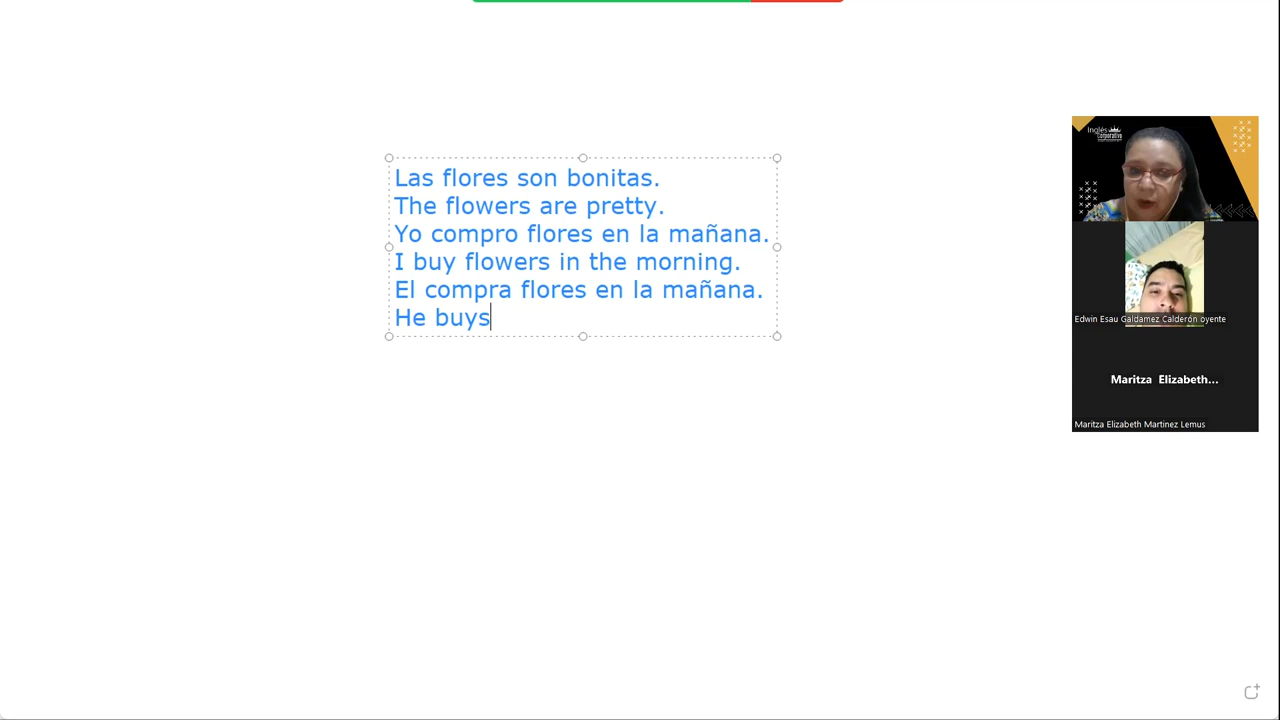 Las flores son bonitas.
The flowers are pretty.
Yo compro flores en la mañana.
I buy flowers in the morning.
El compra flores en la mañana.
He buys
Inglés
Corporativo
Edwin Esau Galdamez Calderón oyente
Maritza Elizabeth...
Maritza Elizabeth Martinez Lemus